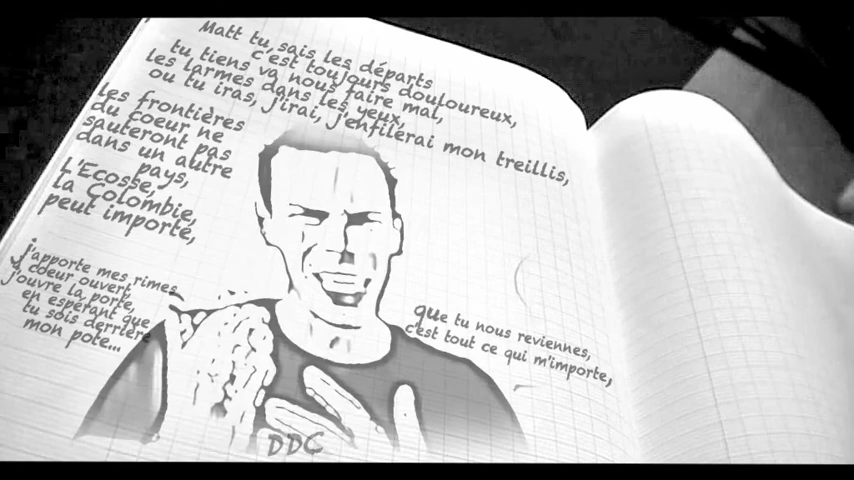 Matt tu sais les départs
c'est toujours douloureux,
tu tiens va nous faire mal,
les larmes dans les yeux,
ou tu iras, j'irai, j'enfilerai mon treillis,
les frontières
du coeur ne
sauteront pas
dans un autre
pays,
L'Ecosse,
la Colombie,
peut importe,
j'apporte mes rimes
coeur ouvert,
j'ouvre la porte,
en espérant que
tu sois derrière
mon pote...
que tu nous reviennes,
c'est tout ce qui m'importe,
DDC